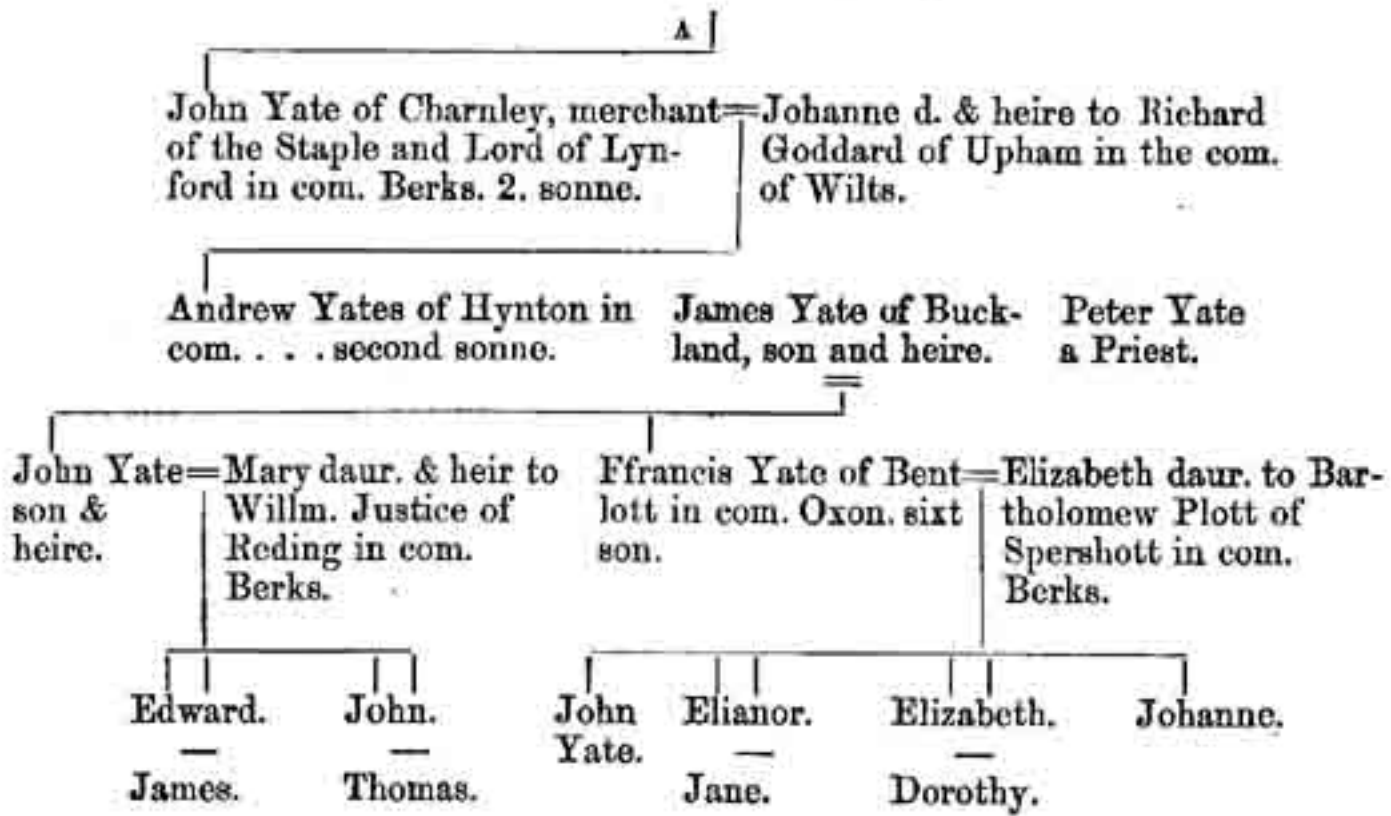 A
John Yate of Charnley, merchant=Johanne d. & heire to Richard
of the Staple and Lord of Lyn- Goddard of Upham in the com.
ford in com. Berks. 2. sonne. of Wilts.
Andrew Yates of Hynton in James Yate of Buck- Peter Yate
com. . . . second sonne. land, son and heire. a Priest.
=
John Yate=Mary daur. & heir to Ffrancis Yate of Bent=Elizabeth daur. to Bar-
son & Willm. Justice of lott in com. Oxon. sixt tholomew Plott of
heire. Reding in com. son. Spershott in com.
Berks. Berks.
Edward. John. John Elianor. Elizabeth. Johanne.
— — Yate. — —
James. Thomas. Jane. Dorothy.